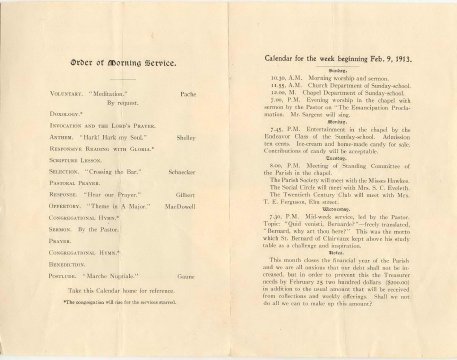 Order of Morning Service.
VOLUNTARY. "Meditation." Pache
By request.
DOXOLOGY.*
INVOCATION AND THE LORD'S PRAYER.
ANTHEM. "Hark! Hark my Soul." Shelley
RESPONSIVE READING WITH GLORIA.*
SCRIPTURE LESSON.
SELECTION. "Crossing the Bar." Schaecker
PASTORAL PRAYER.
RESPONSE. "Hear our Prayer." Gilbert
OFFERTORY. "Theme in A Major." MacDowell
CONGREGATIONAL HYMN.*
SERMON. By the Pastor.
PRAYER.
CONGREGATIONAL HYMN.*
BENEDICTION.
POSTLUDE. "Marche Nuptiale."
Take this Calendar home for reference.
*The congregation will rise for the services starred.
Calendar for the week beginning Feb. 9, 1913.
Sunday.
10.30, A.M. Morning worship and sermon.
11.55, A.M. Church Department of Sunday-school.
12.00, M. Chapel Department of Sunday-school.
7.00, P.M. Evening worship in the chapel with
sermon by the Pastor on "The Emancipation Procla-
mation. Mr. Sargent will sing.
Monday.
7.45, P.M. Entertainment in the chapel by the
Endeavor Class of the Sunday-school. Admission
ten cents. Ice-cream and home-made candy for sale.
Contributions of candy will be acceptable.
Tuesday.
8.00, P.M. Meeting of Standing Committee of
the Parish in the chapel.
The Parish Society will meet with the Misses Hawkes.
The Social Circle will meet with Mrs. S. C. Eveleth.
The Twentieth Century Club will meet with Mrs.
T. E. Ferguson, Elm street.
Wednesday.
7.30, P.M. Mid-week service, led by the Pastor.
Topic: "Quid venisti, Bernarde?"—freely translated,
"Bernard, why art thou here?" This was the motto
which St. Bernard of Clairvaux kept above his study
table as a challenge and inspiration.
Notes.
This month closes the financial year of the Parish
and we are all anxious that our debt shall not be in-
creased, but in order to prevent this the Treasurer
needs by February 25 two hundred dollars ($200.00)
in addition to the usual amount that will be received
from collections and weekly offerings. Shall we not
do all we can to make up this amount?